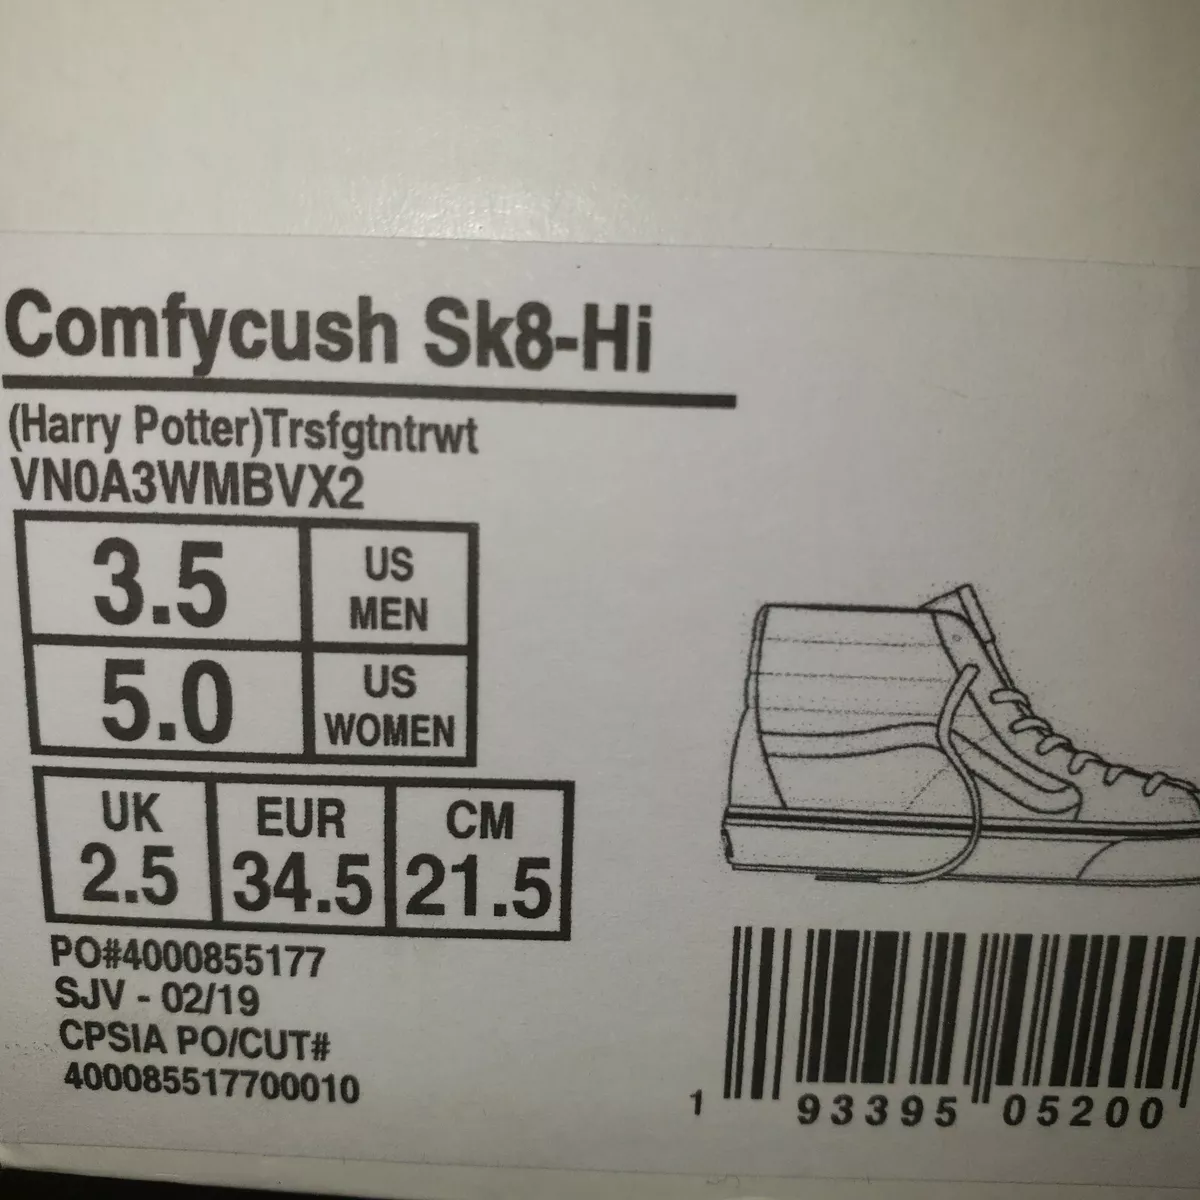 Comfycush Sk8-Hi
(Harry Potter)Trsfgtntrwt
VN0A3WMBVX2
3.5 US MEN
5.0 US WOMEN
UK EUR CM
2.5 34.5 21.5
PO#4000855177
SJV - 02/19
CPSIA PO/CUT#
400085517700010
1 93395 05200